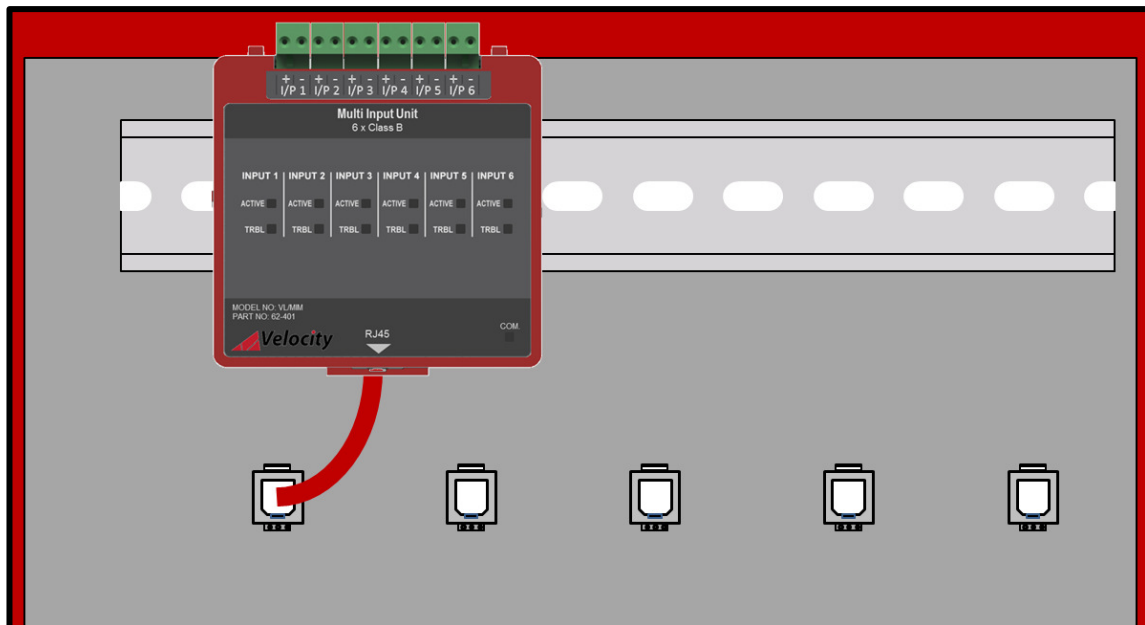 + - + - + - + - + - + -
I/P 1 I/P 2 I/P 3 I/P 4 I/P 5 I/P 6
Multi Input Unit
6 x Class B
INPUT 1 INPUT 2 INPUT 3 INPUT 4 INPUT 5 INPUT 6
ACTIVE ACTIVE ACTIVE ACTIVE ACTIVE ACTIVE
TRBL TRBL TRBL TRBL TRBL TRBL
MODEL NO: VL/MIM
PART NO: 62-401
Velocity
RJ45
COM.